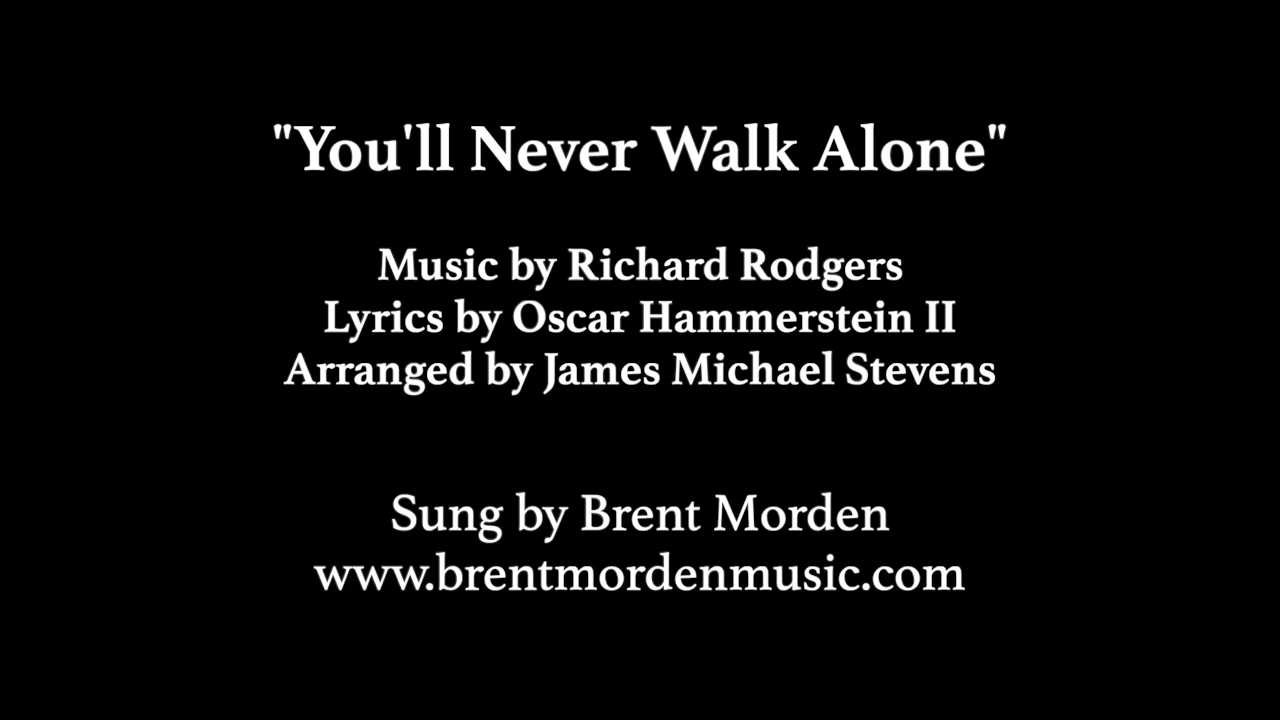 "You'll Never Walk Alone"
Music by Richard Rodgers
Lyrics by Oscar Hammerstein II
Arranged by James Michael Stevens
Sung by Brent Morden
www.brentmordenmusic.com